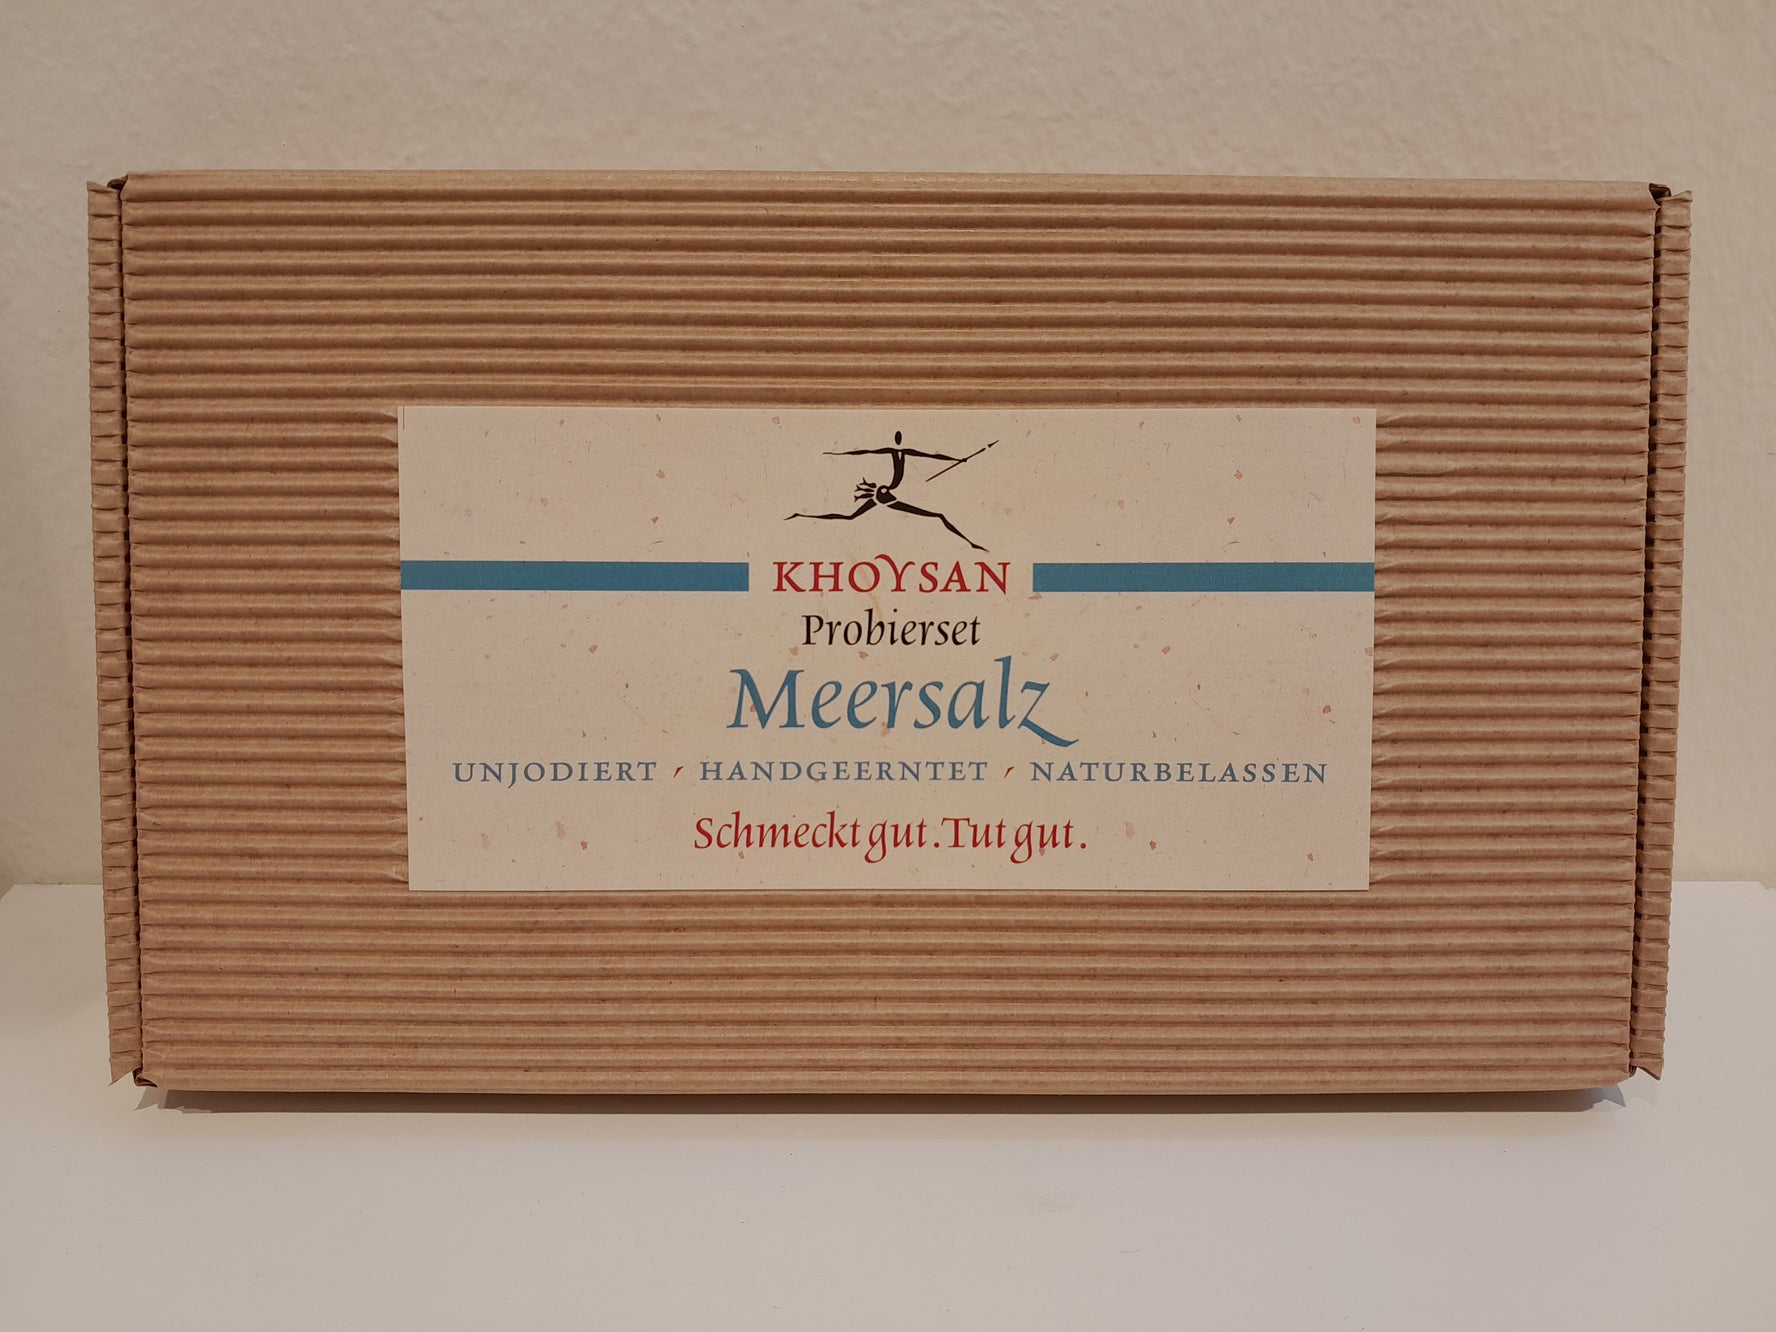 KHOYSAN
Probierset
Meersalz
UNJODIERT ′ HANDGEERNTET ′ NATURBELASSEN
Schmeckt gut. Tut gut.